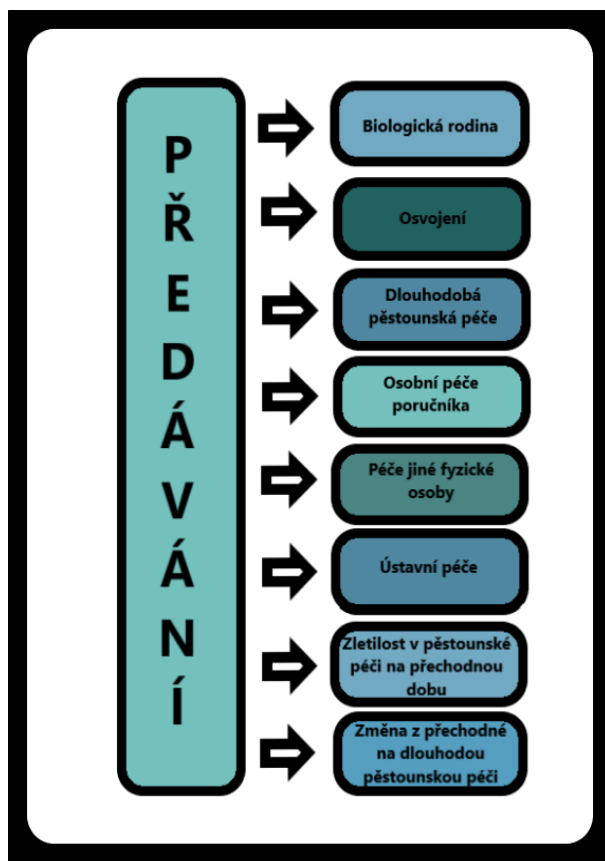 PŘEDÁVÁNÍ
Biologická rodina
Osvojení
Dlouhodobá
pěstounská péče
Osobní péče
poručníka
Péče jiné fyzické
osoby
Ústavní péče
Zletilost v pěstounské
péči na přechodnou
dobu
Změna z přechodné
na dlouhodou
pěstounskou péči